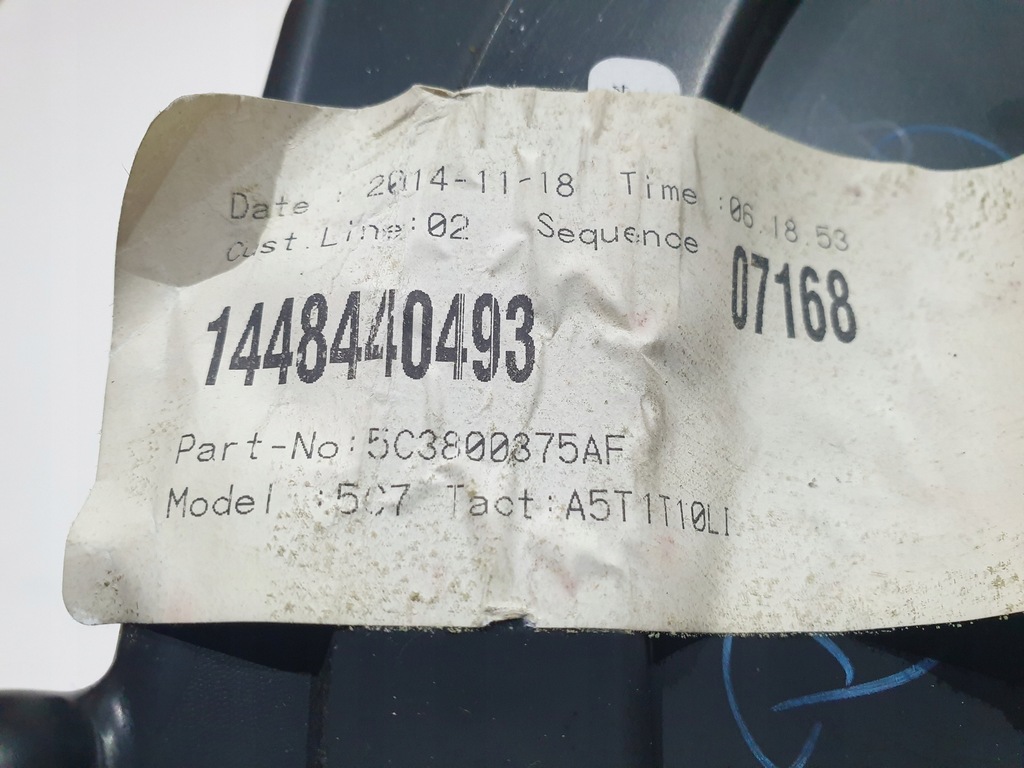 Date : 2014-11-18 Time :06.18.53
Cust.Line:02 Sequence
07168
1448440493
Part-No:5C3800375AF
Model :5C7 Tact:A5T1T10LI